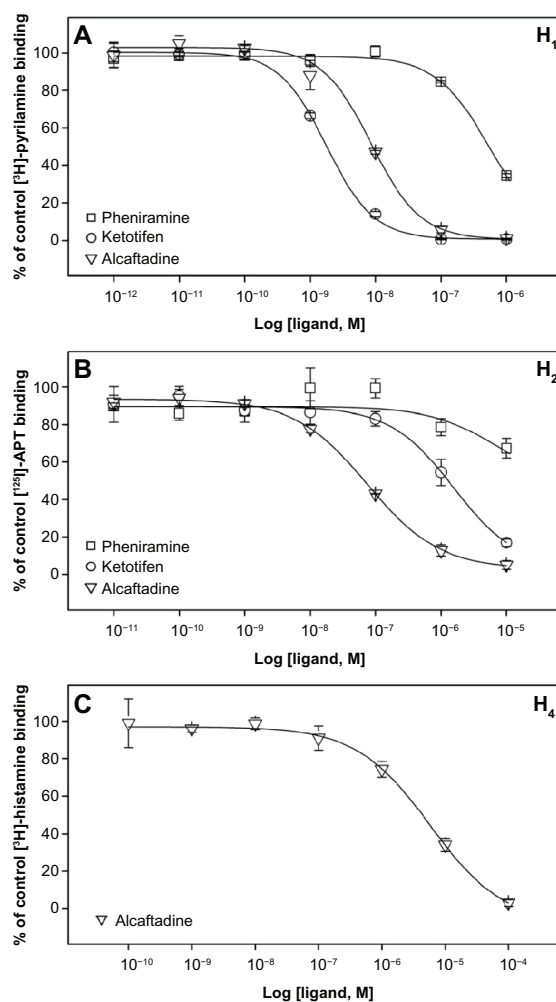 A
H₁
% of control [³H]-pyrilamine binding
100
80
60
40
20
0
Pheniramine
Ketotifen
Alcaftadine
10⁻¹² 10⁻¹¹ 10⁻¹⁰ 10⁻⁹ 10⁻⁸ 10⁻⁷ 10⁻⁶
Log [ligand, M]
B
H₂
% of control [¹²⁵I]-APT binding
100
80
60
40
20
0
Pheniramine
Ketotifen
Alcaftadine
10⁻¹¹ 10⁻¹⁰ 10⁻⁹ 10⁻⁸ 10⁻⁷ 10⁻⁶ 10⁻⁵
Log [ligand, M]
C
H₄
% of control [³H]-histamine binding
100
80
60
40
20
0
Alcaftadine
10⁻¹⁰ 10⁻⁹ 10⁻⁸ 10⁻⁷ 10⁻⁶ 10⁻⁵ 10⁻⁴
Log [ligand, M]